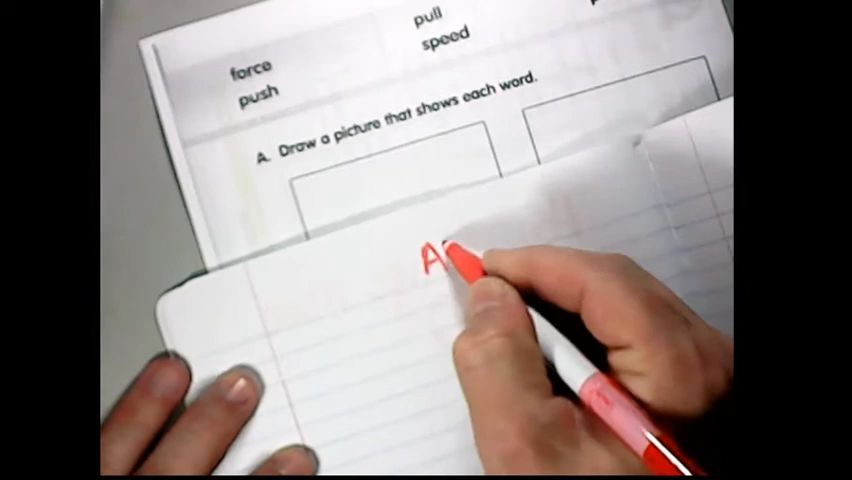 force
pull
push
speed
A. Draw a picture that shows each word.
A